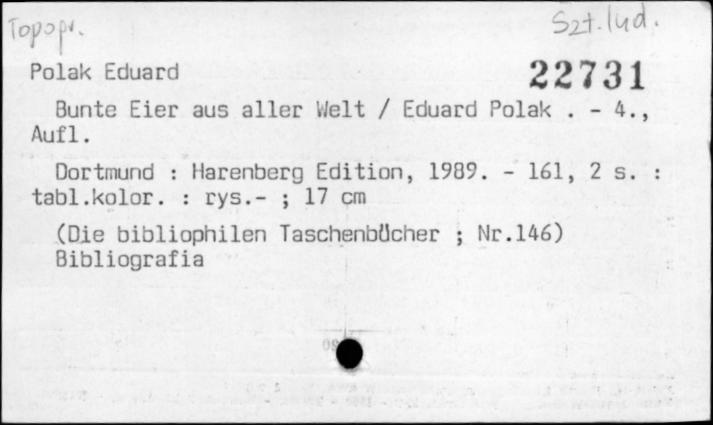 Topogr.
Szt. lud.
Polak Eduard
22731
Bunte Eier aus aller Welt / Eduard Polak . - 4.,
Aufl.
Dortmund : Harenberg Edition, 1989. - 161, 2 s. :
tabl.kolor. : rys.- ; 17 cm
(Die bibliophilen Taschenbücher ; Nr.146)
Bibliografia